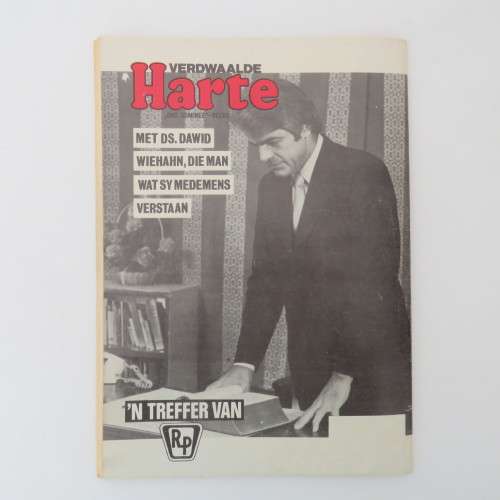 VERDWAALDE
Harte
MET DS. DAWID
WIEHAHN, DIE MAN
WAT SY MEDEMENS
VERSTAAN
'N TREFFER VAN
Rp